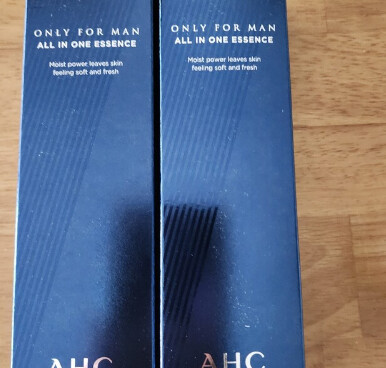 ONLY FOR MAN
ALL IN ONE ESSENCE
Moist power leaves skin
feeling soft and fresh
AHC
ONLY FOR MAN
ALL IN ONE ESSENCE
Moist power leaves skin
feeling soft and fresh
AHC